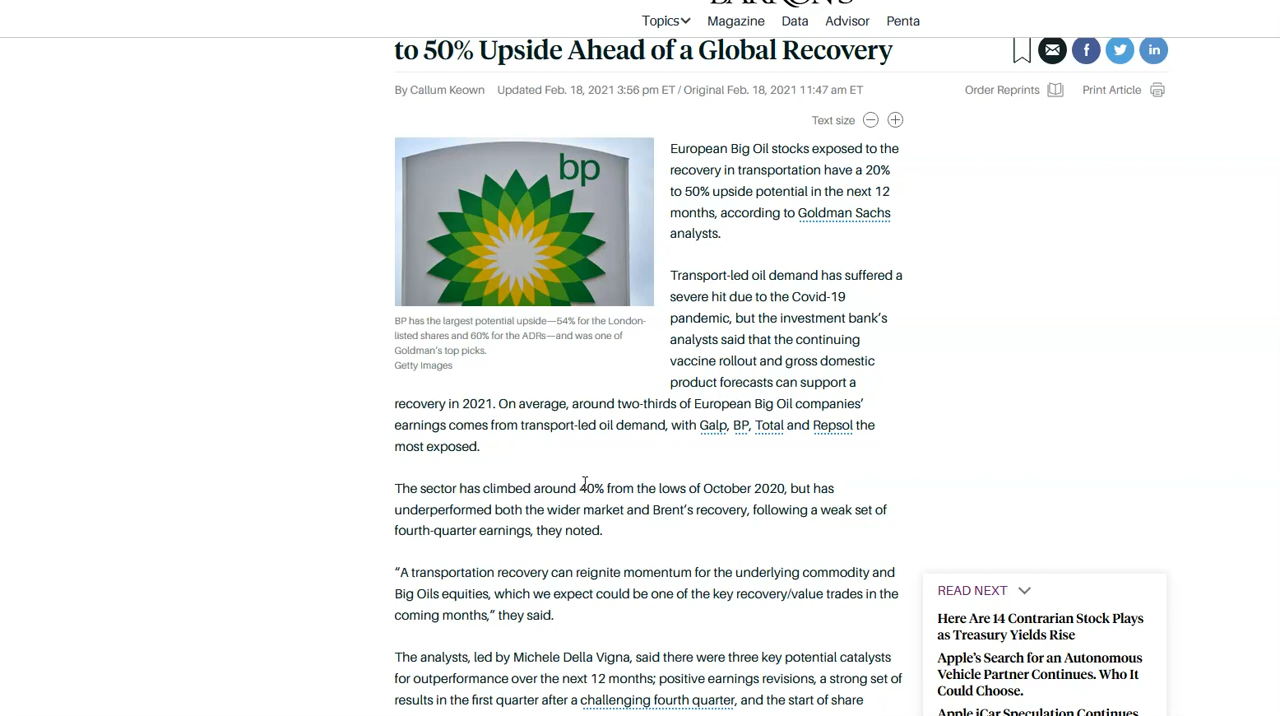 BARRON'S
Topics Magazine Data Advisor Penta
to 50% Upside Ahead of a Global Recovery
By Callum Keown Updated Feb. 18, 2021 3:56 pm ET / Original Feb. 18, 2021 11:47 am ET
Order Reprints Print Article
Text size
bp
BP has the largest potential upside—54% for the London-
listed shares and 60% for the ADRs—and was one of
Goldman's top picks.
Getty Images
European Big Oil stocks exposed to the
recovery in transportation have a 20%
to 50% upside potential in the next 12
months, according to Goldman Sachs
analysts.
Transport-led oil demand has suffered a
severe hit due to the Covid-19
pandemic, but the investment bank's
analysts said that the continuing
vaccine rollout and gross domestic
product forecasts can support a
recovery in 2021. On average, around two-thirds of European Big Oil companies'
earnings comes from transport-led oil demand, with Galp, BP, Total and Repsol the
most exposed.
The sector has climbed around 40% from the lows of October 2020, but has
underperformed both the wider market and Brent's recovery, following a weak set of
fourth-quarter earnings, they noted.
“A transportation recovery can reignite momentum for the underlying commodity and
Big Oils equities, which we expect could be one of the key recovery/value trades in the
coming months,” they said.
The analysts, led by Michele Della Vigna, said there were three key potential catalysts
for outperformance over the next 12 months; positive earnings revisions, a strong set of
results in the first quarter after a challenging fourth quarter, and the start of share
READ NEXT
Here Are 14 Contrarian Stock Plays
as Treasury Yields Rise
Apple's Search for an Autonomous
Vehicle Partner Continues. Who It
Could Choose.
Apple iCar Speculation Continues